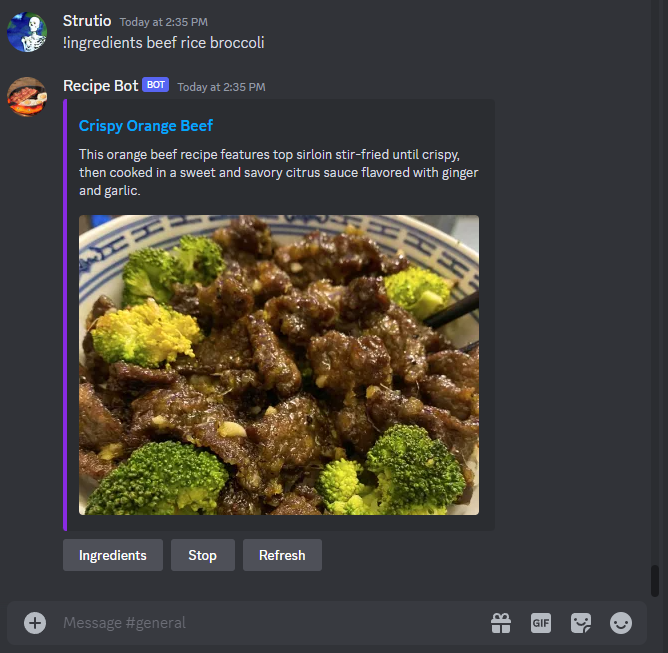 Strutio Today at 2:35 PM
!ingredients beef rice broccoli
Recipe Bot BOT Today at 2:35 PM
Crispy Orange Beef
This orange beef recipe features top sirloin stir-fried until crispy,
then cooked in a sweet and savory citrus sauce flavored with ginger
and garlic.
Ingredients Stop Refresh
Message #general GIF